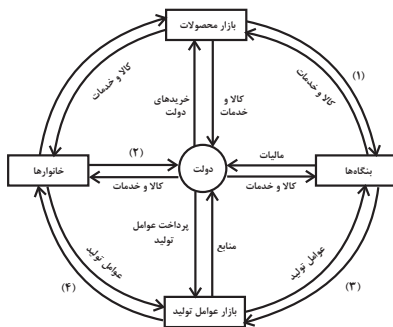 بازار محصولات
(۱)
کالا و خدمات
کالا و خدمات
کالا و
خدمات
خریدهای
دولت
(۲)
مالیات
خانوارها
دولت
بنگاه‌ها
کالا و خدمات
کالا و خدمات
پرداخت عوامل
تولید
منابع
عوامل تولید
عوامل تولید
(۳)
(۴)
بازار عوامل تولید